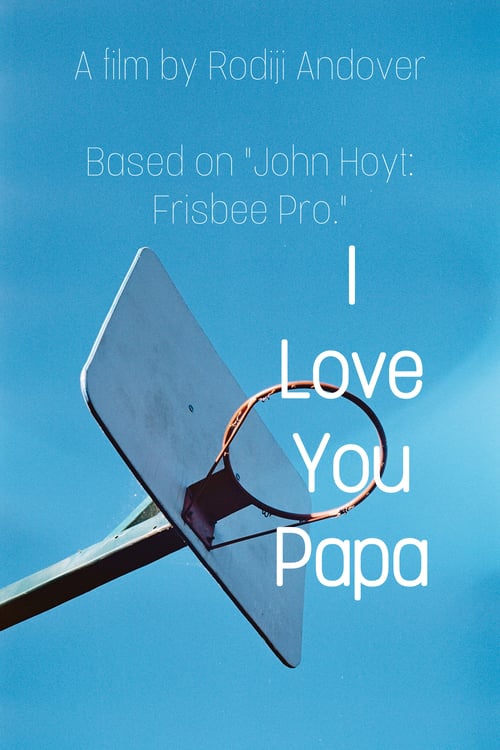 A film by Rodiji Andover
Based on "John Hoyt:
Frisbee Pro."
I
Love
You
Papa